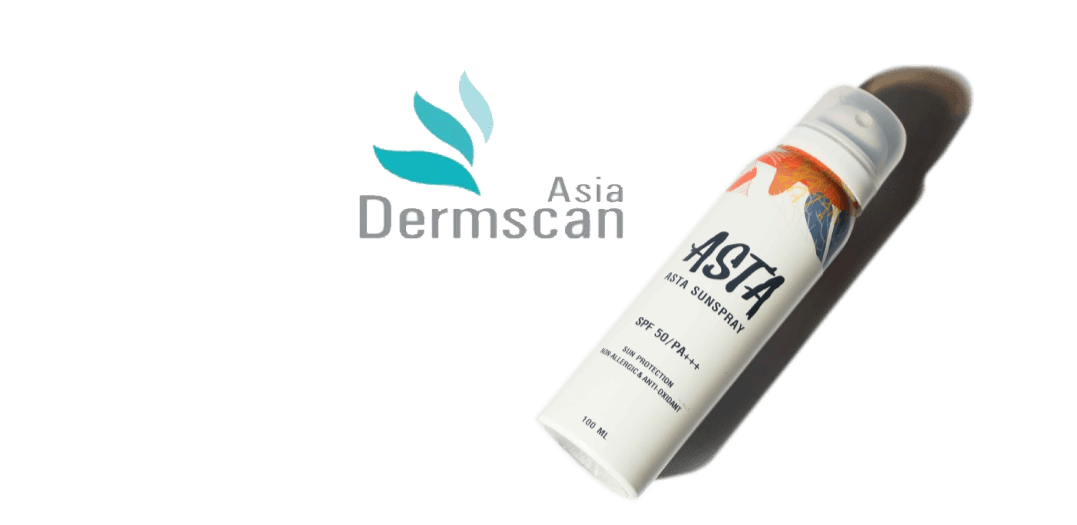 Asia
Dermscan
ASTA
ASTA SUNSPRAY
SPF 50/PA+++
SUN PROTECTION
NON-ALLERGIC & ANTI-OXIDANT
100 ML